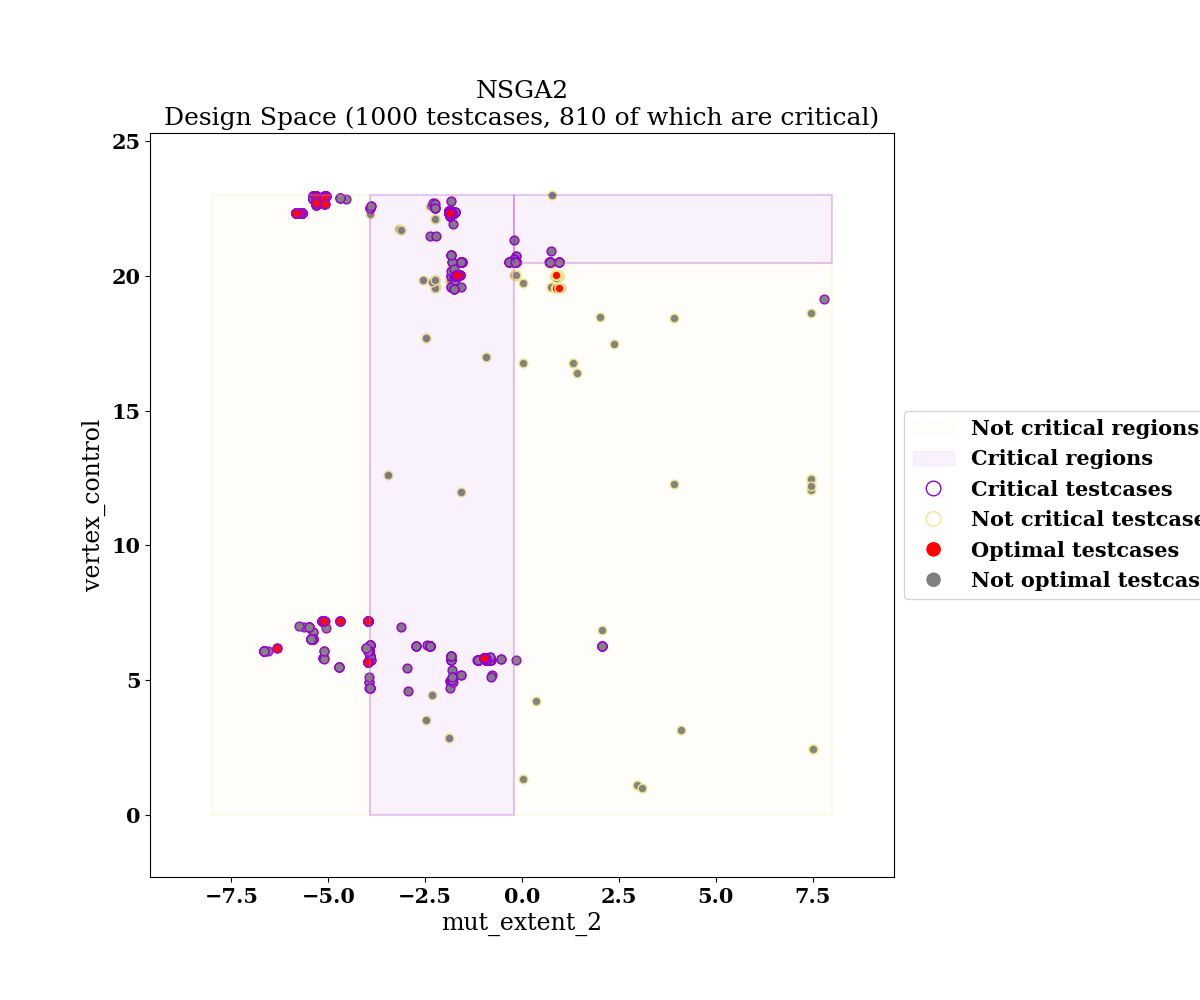 NSGA2
Design Space (1000 testcases, 810 of which are critical)
25
20
15
10
5
0
vertex_control
−7.5 −5.0 −2.5 0.0 2.5 5.0 7.5
mut_extent_2
Not critical regions
Critical regions
Critical testcases
Not critical testcase
Optimal testcases
Not optimal testcas